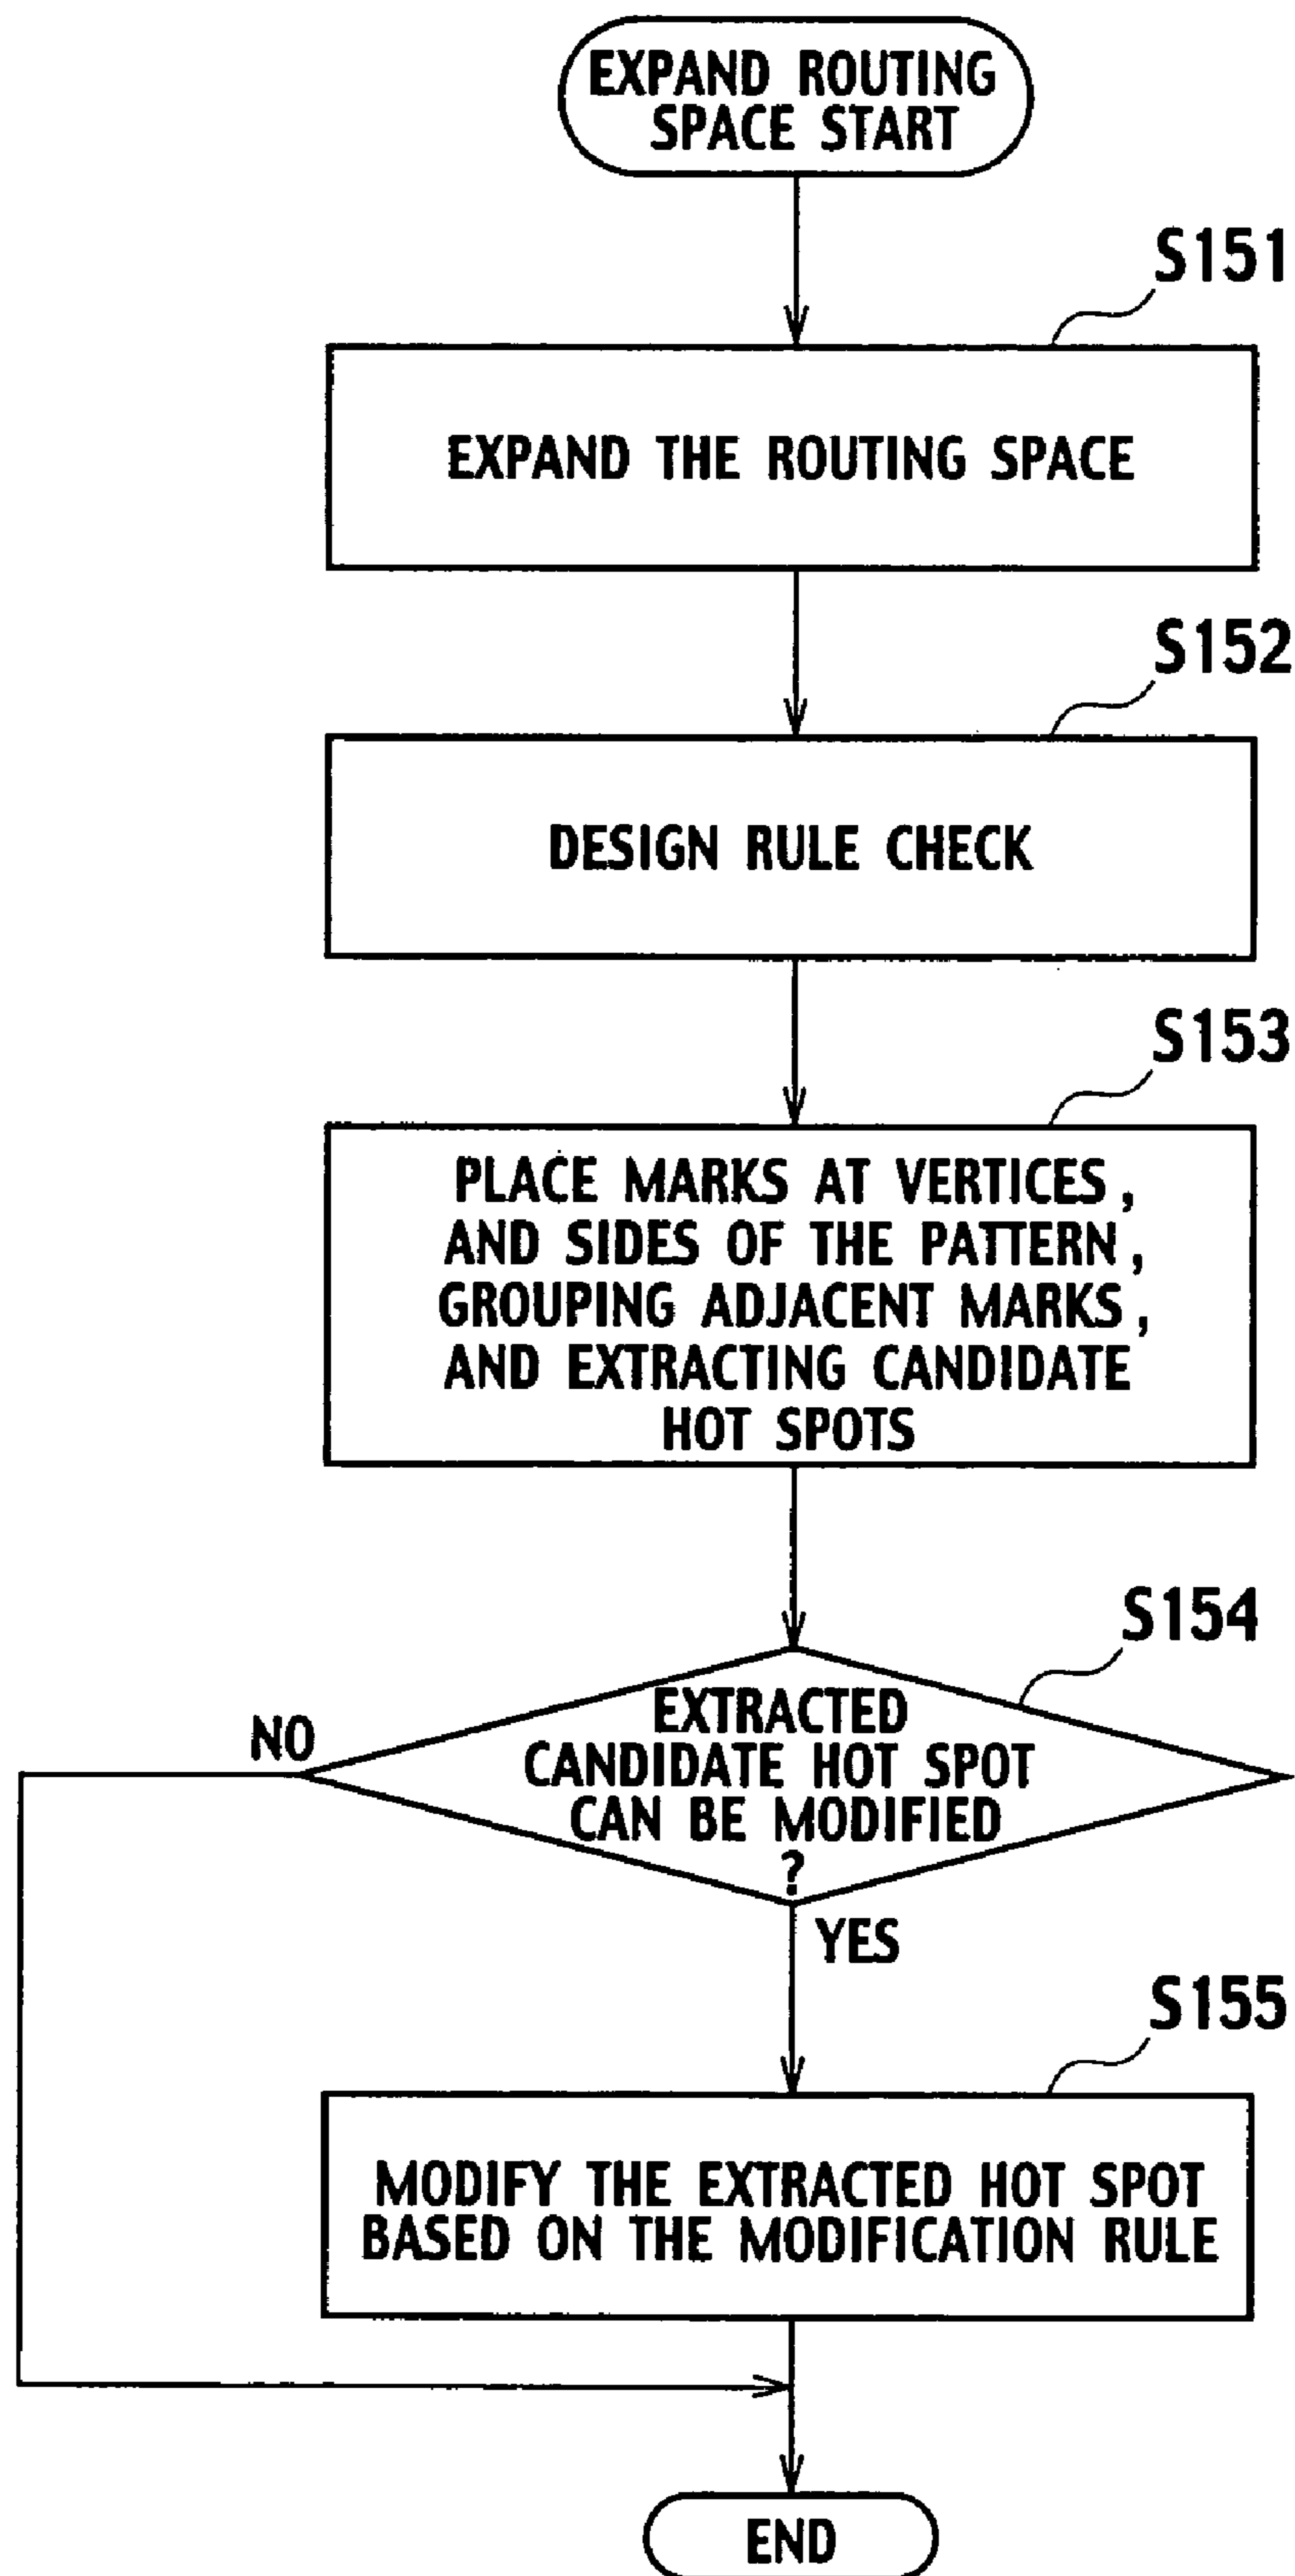 EXPAND ROUTING
SPACE START
S151
EXPAND THE ROUTING SPACE
S152
DESIGN RULE CHECK
S153
PLACE MARKS AT VERTICES,
AND SIDES OF THE PATTERN,
GROUPING ADJACENT MARKS,
AND EXTRACTING CANDIDATE
HOT SPOTS
S154
EXTRACTED
CANDIDATE HOT SPOT
CAN BE MODIFIED
?
NO
YES
S155
MODIFY THE EXTRACTED HOT SPOT
BASED ON THE MODIFICATION RULE
END